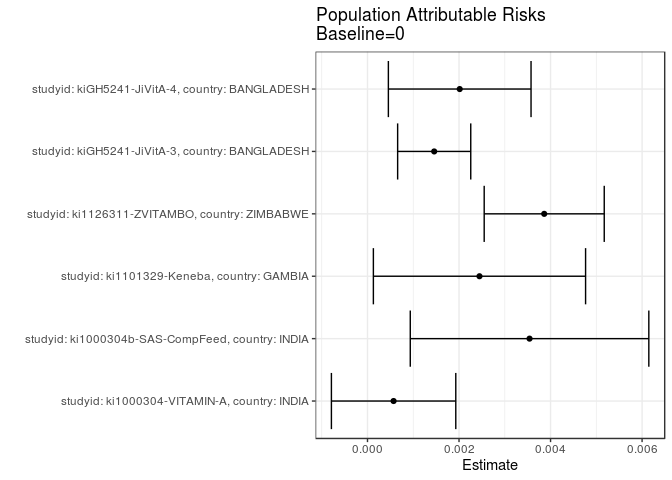 Population Attributable Risks
Baseline=0
studyid: kiGH5241-JiVitA-4, country: BANGLADESH
studyid: kiGH5241-JiVitA-3, country: BANGLADESH
studyid: ki1126311-ZVITAMBO, country: ZIMBABWE
studyid: ki1101329-Keneba, country: GAMBIA
studyid: ki1000304b-SAS-CompFeed, country: INDIA
studyid: ki1000304-VITAMIN-A, country: INDIA
0.000 0.002 0.004 0.006
Estimate